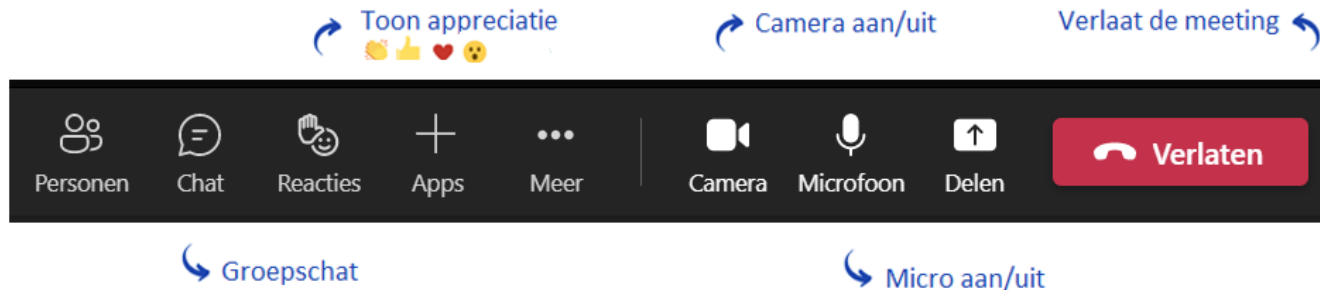 Toon appreciatie
Camera aan/uit
Verlaat de meeting
👏👍❤️😮
Personen
Chat
Reacties
Apps
Meer
Camera
Microfoon
Delen
Verlaten
Groepschat
Micro aan/uit